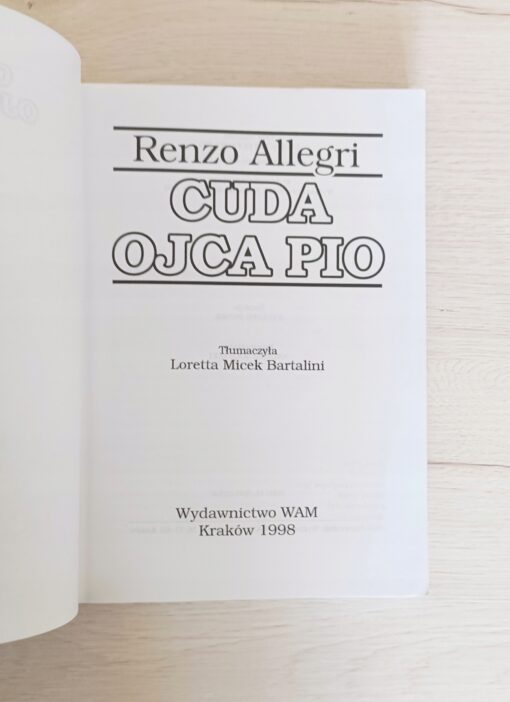 Renzo Allegri
CUDA
OJCA PIO
Tłumaczyła
Loretta Micek Bartalini
Wydawnictwo WAM
Kraków 1998